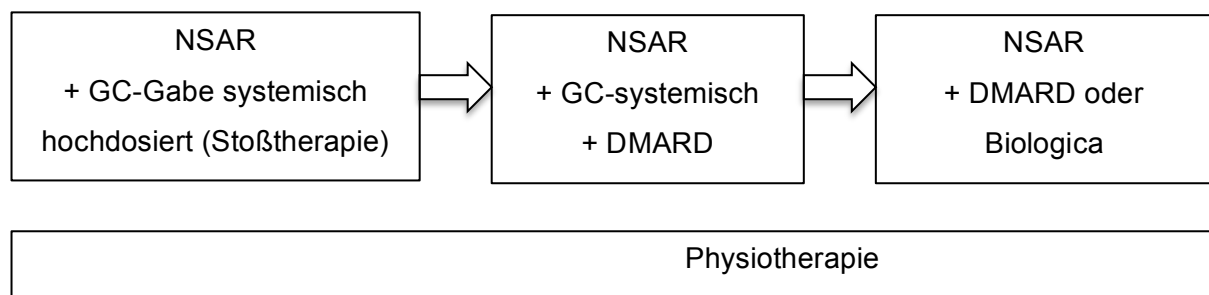 NSAR
+ GC-Gabe systemisch
hochdosiert (Stoßtherapie)
NSAR
+ GC-systemisch
+ DMARD
NSAR
+ DMARD oder
Biologica
Physiotherapie